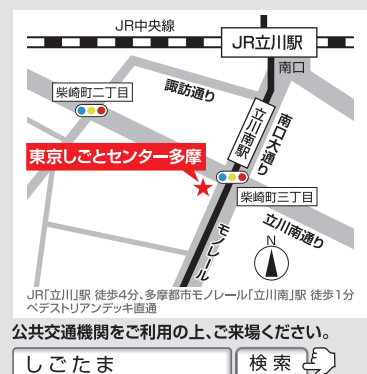 JR中央線
JR立川駅
南口
諏訪通り
柴崎町二丁目
立川南駅
南口大通り
東京しごとセンター多摩
柴崎町三丁目
立川南通り
モノレール
N
JR「立川」駅 徒歩4分、多摩都市モノレール「立川南」駅 徒歩1分
ペデストリアンデッキ直通
公共交通機関をご利用の上、ご来場ください。
しごたま 検索